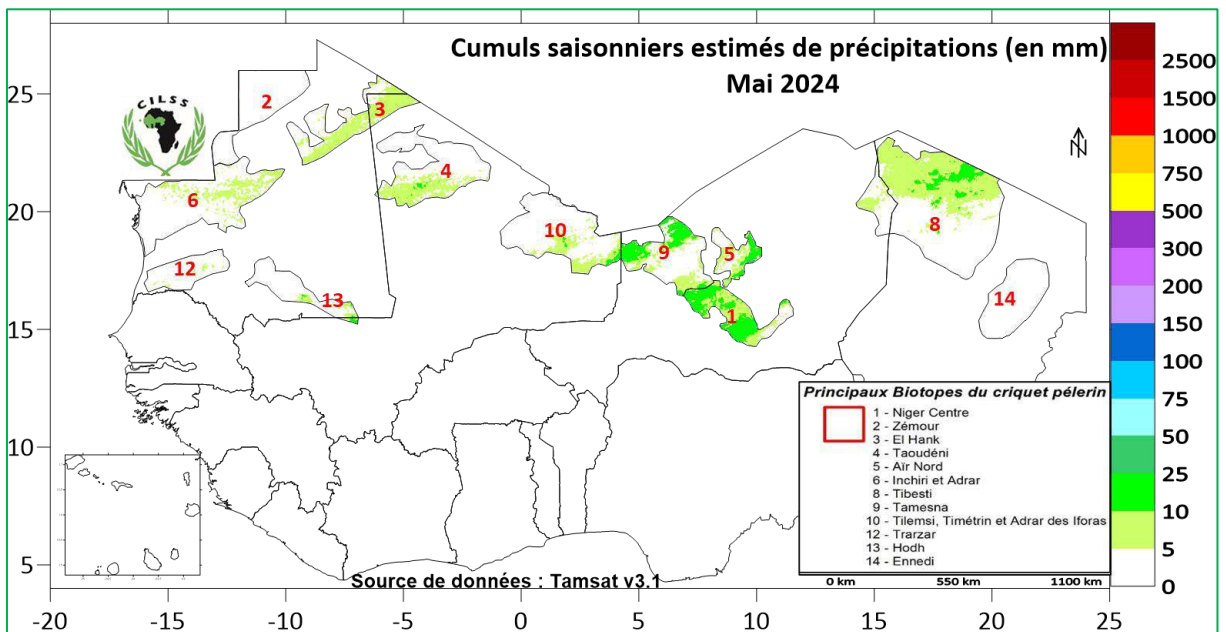 Cumuls saisonniers estimés de précipitations (en mm)
Mai 2024
CILSS
N
2
3
4
6
10
9
5
8
12
13
1
14
25
20
15
10
5
-20
-15
-10
-5
0
5
10
15
20
25
2500
1500
1000
750
500
300
200
150
100
75
50
25
10
5
0
Principaux Biotopes du criquet pélerin
1 - Niger Centre
2 - Zémour
3 - El Hank
4 - Taoudéni
5 - Aïr Nord
6 - Inchiri et Adrar
8 - Tibesti
9 - Tamesna
10 - Tilemsi, Timétrin et Adrar des Iforas
12 - Trarzar
13 - Hodh
14 - Ennedi
0 km 550 km 1100 km
Source de données : Tamsat v3.1